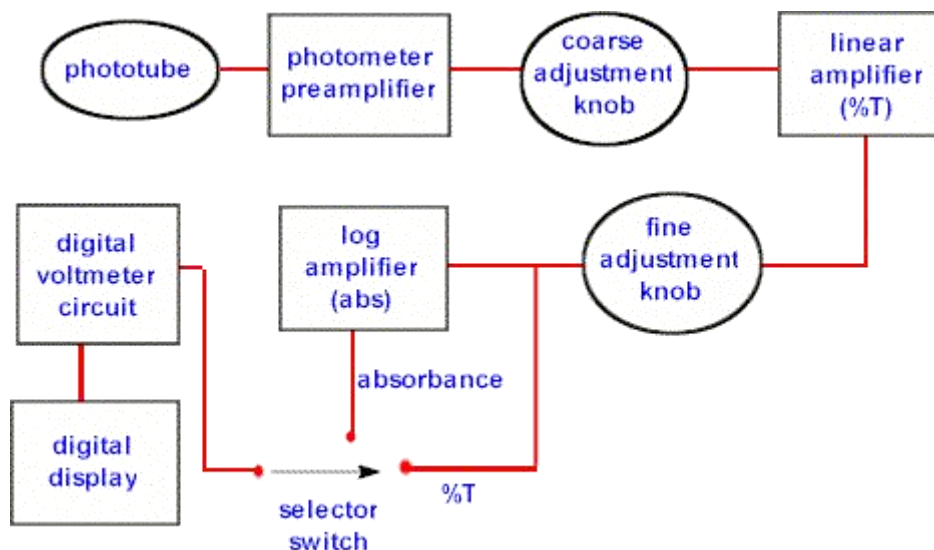 phototube
photometer
preamplifier
coarse
adjustment
knob
linear
amplifier
(%T)
digital
voltmeter
circuit
log
amplifier
(abs)
fine
adjustment
knob
absorbance
digital
display
selector
switch
%T